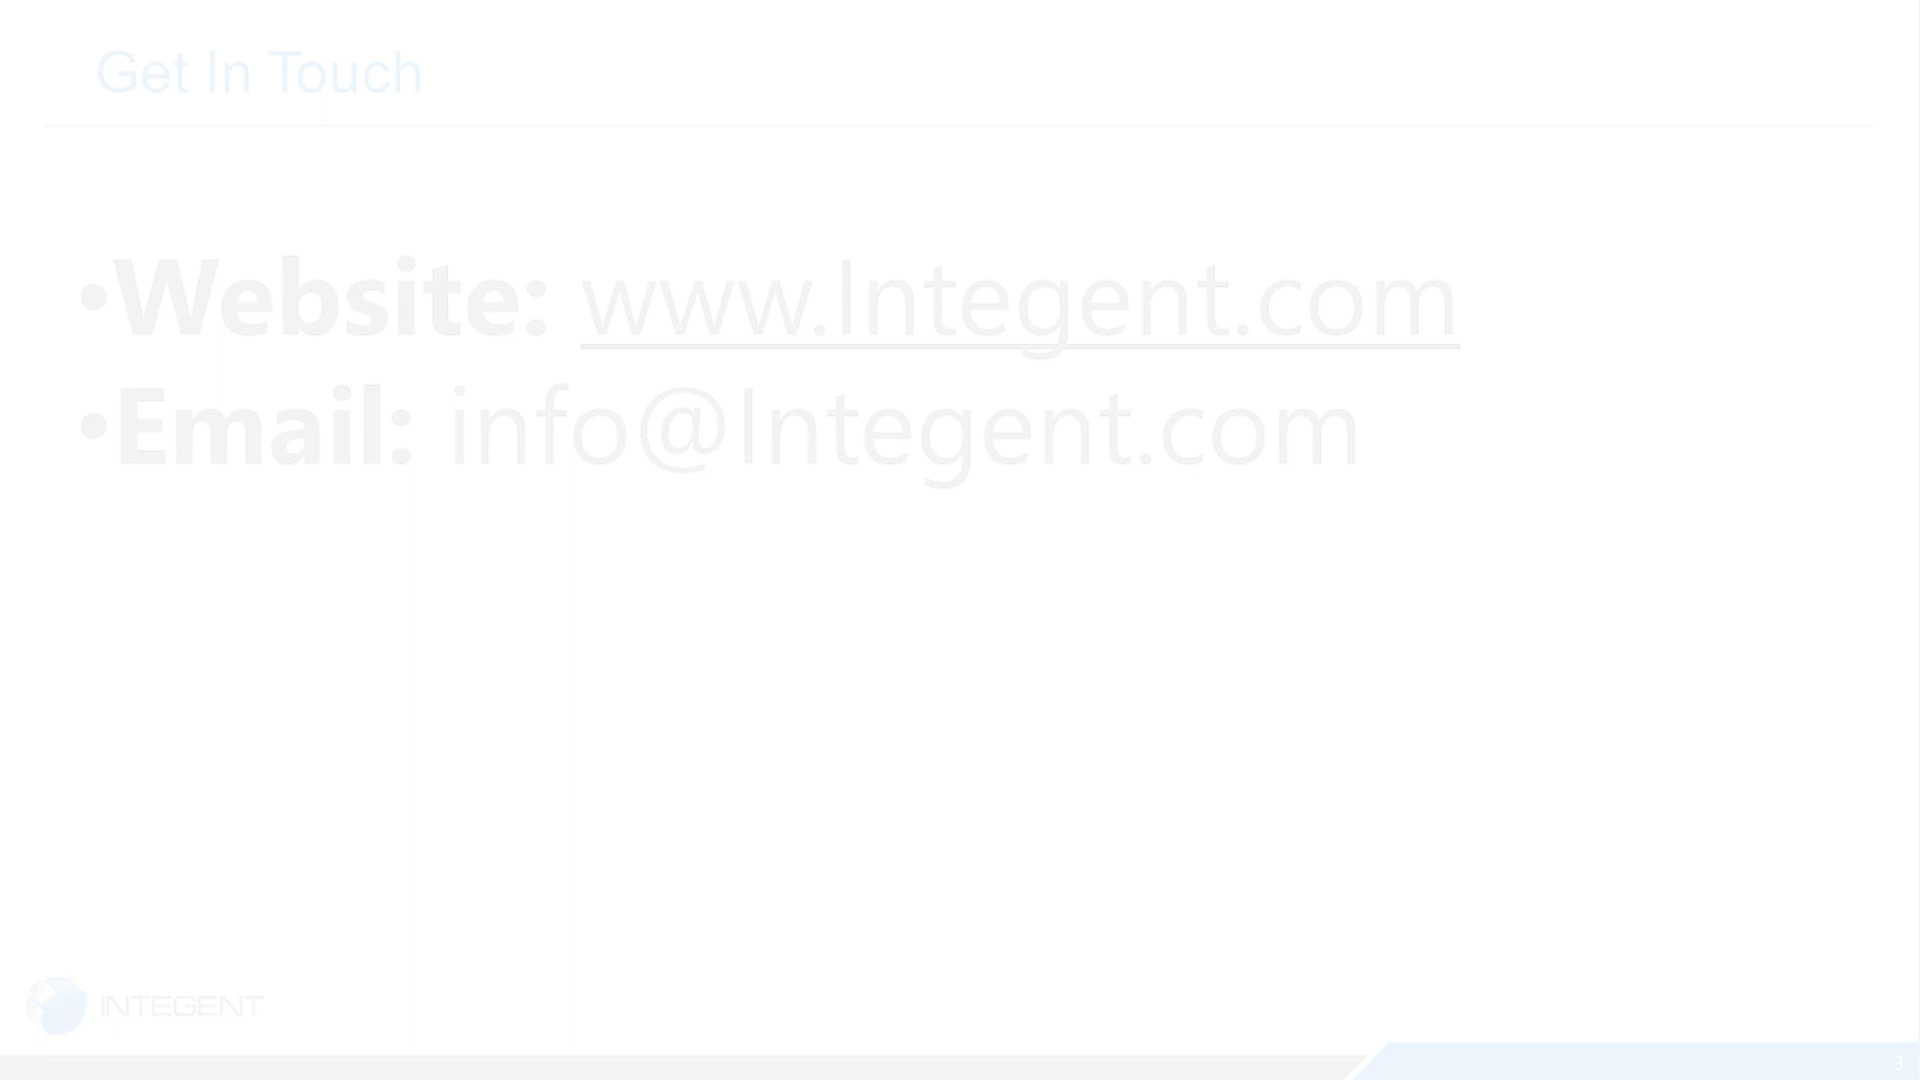 Get In Touch
•Website: www.Integent.com
•Email: info@Integent.com
INTEGENT
3